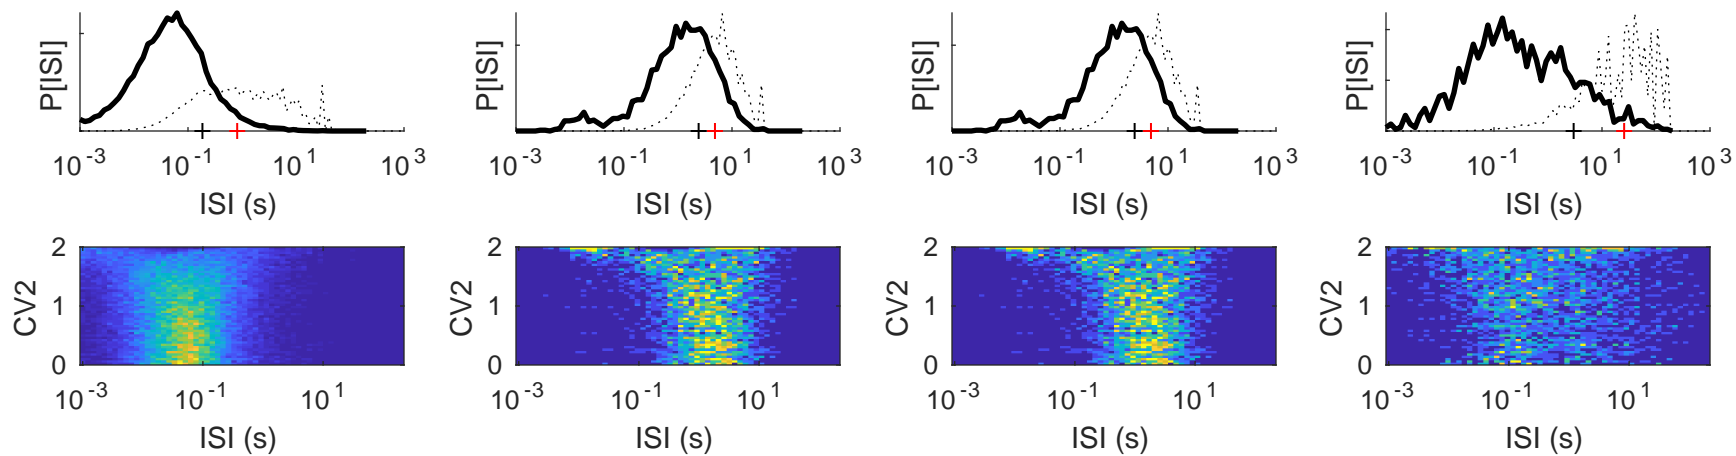 P[ISI] P[ISI] P[ISI] P[ISI]
10^-3 10^-1 10^1 10^3 10^-3 10^-1 10^1 10^3 10^-3 10^-1 10^1 10^3 10^-3 10^-1 10^1 10^3
ISI (s) ISI (s) ISI (s) ISI (s)
2 2 2 2
CV2 CV2 CV2 CV2
1 1 1 1
0 0 0 0
10^-3 10^-1 10^1 10^-3 10^-1 10^1 10^-3 10^-1 10^1 10^-3 10^-1 10^1
ISI (s) ISI (s) ISI (s) ISI (s)